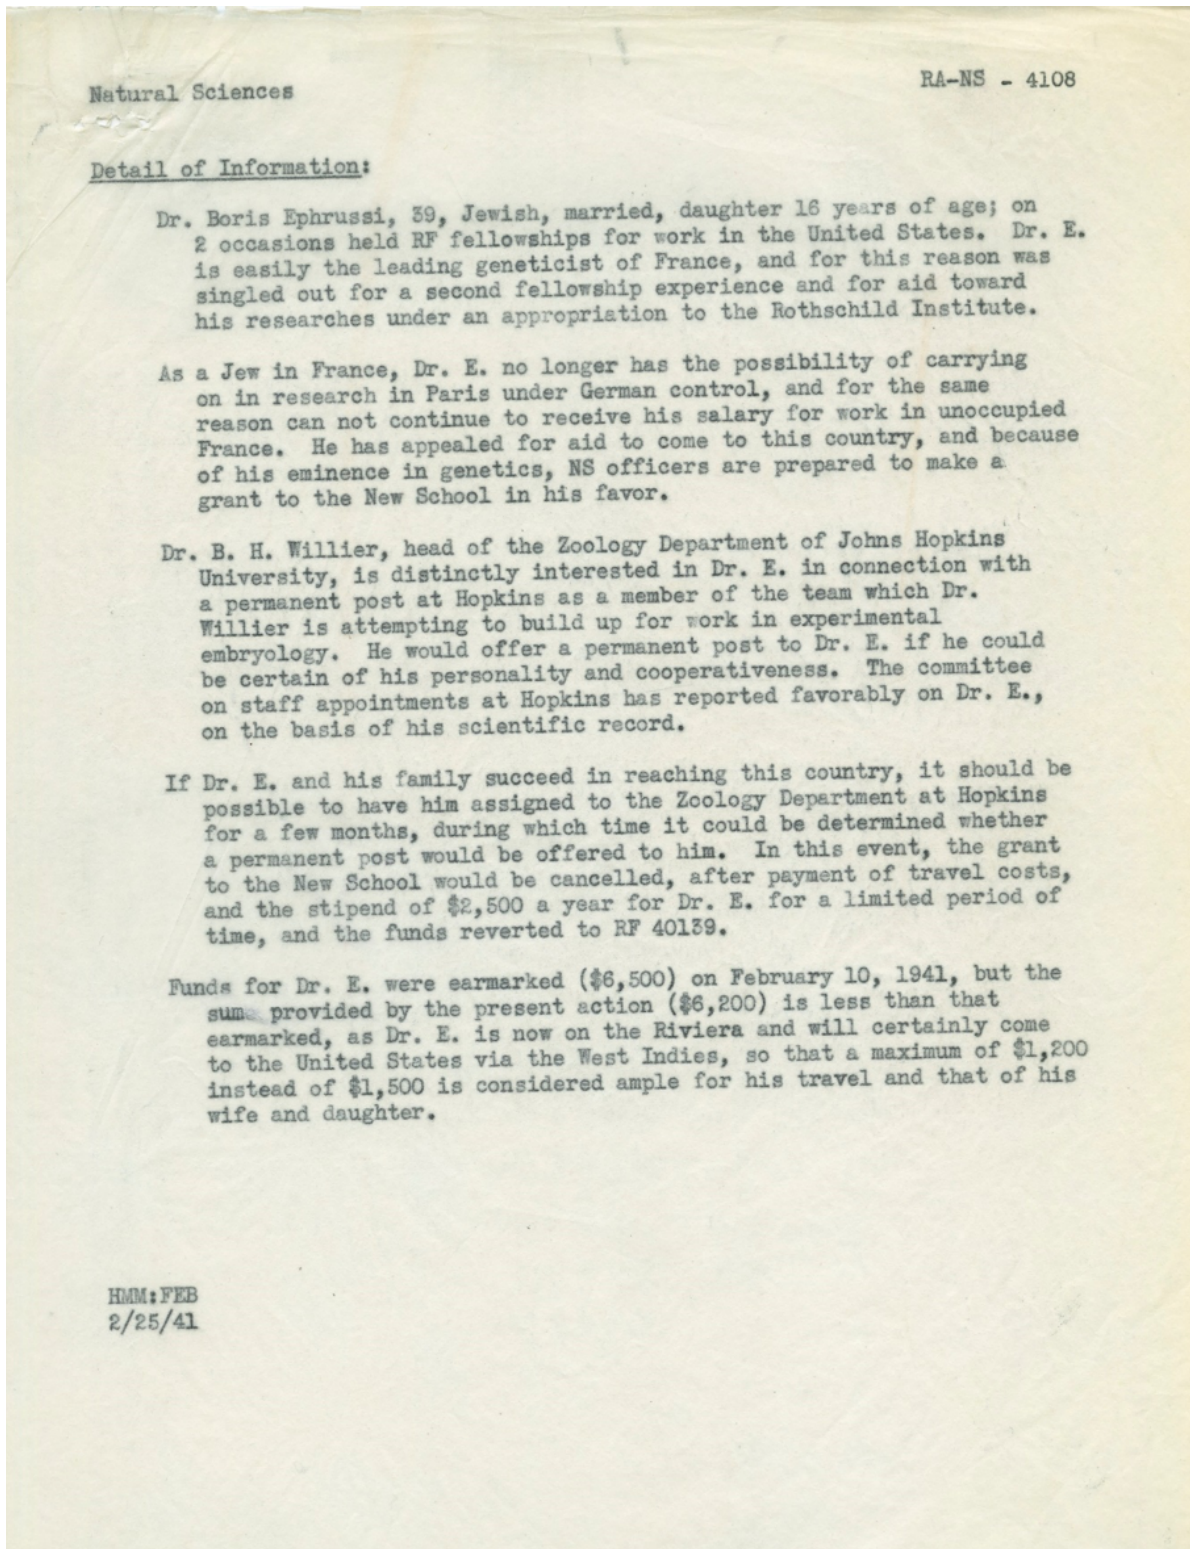 RA-NS - 4108
Natural Sciences
Detail of Information:
Dr. Boris Ephrussi, 39, Jewish, married, daughter 16 years of age; on
2 occasions held RF fellowships for work in the United States. Dr. E.
is easily the leading geneticist of France, and for this reason was
singled out for a second fellowship experience and for aid toward
his researches under an appropriation to the Rothschild Institute.
As a Jew in France, Dr. E. no longer has the possibility of carrying
on in research in Paris under German control, and for the same
reason can not continue to receive his salary for work in unoccupied
France. He has appealed for aid to come to this country, and because
of his eminence in genetics, NS officers are prepared to make a
grant to the New School in his favor.
Dr. B. H. Willier, head of the Zoology Department of Johns Hopkins
University, is distinctly interested in Dr. E. in connection with
a permanent post at Hopkins as a member of the team which Dr.
Willier is attempting to build up for work in experimental
embryology. He would offer a permanent post to Dr. E. if he could
be certain of his personality and cooperativeness. The committee
on staff appointments at Hopkins has reported favorably on Dr. E.,
on the basis of his scientific record.
If Dr. E. and his family succeed in reaching this country, it should be
possible to have him assigned to the Zoology Department at Hopkins
for a few months, during which time it could be determined whether
a permanent post would be offered to him. In this event, the grant
to the New School would be cancelled, after payment of travel costs,
and the stipend of $2,500 a year for Dr. E. for a limited period of
time, and the funds reverted to RF 40139.
Funds for Dr. E. were earmarked ($6,500) on February 10, 1941, but the
sum provided by the present action ($6,200) is less than that
earmarked, as Dr. E. is now on the Riviera and will certainly come
to the United States via the West Indies, so that a maximum of $1,200
instead of $1,500 is considered ample for his travel and that of his
wife and daughter.
HMM:FEB
2/25/41